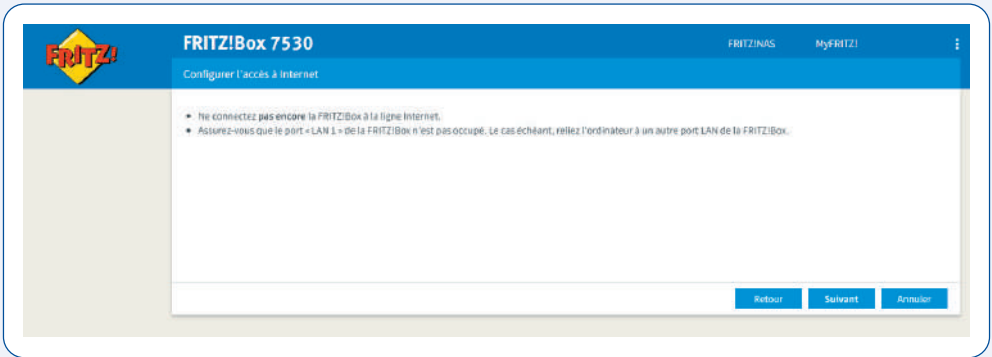 FRITZ!
FRITZ!Box 7530
FRITZ!NAS
MyFRITZ!
Configurer l'accès à Internet
Ne connectez pas encore la FRITZ!Box à la ligne Internet.
Assurez-vous que le port « LAN 1 » de la FRITZ!Box n'est pas occupé. Le cas échéant, reliez l'ordinateur à un autre port LAN de la FRITZ!Box.
Retour
Suivant
Annuler